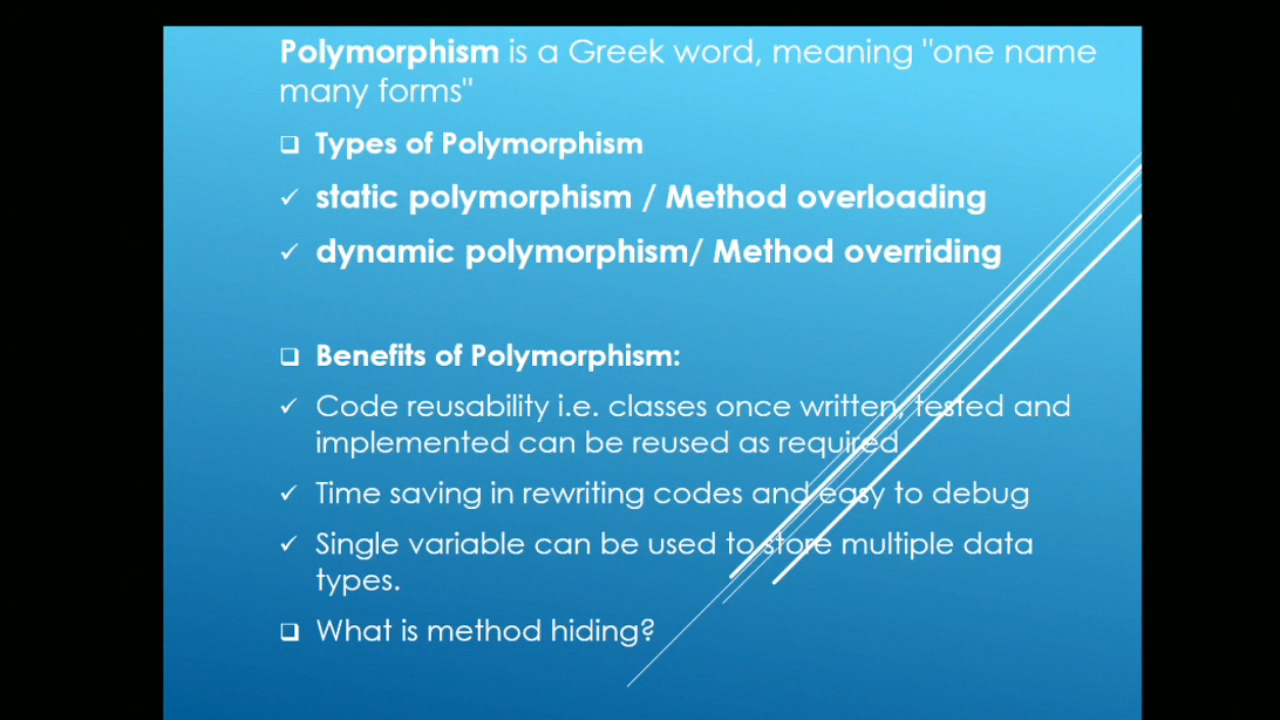 Polymorphism is a Greek word, meaning "one name
many forms"
❑ Types of Polymorphism
✓ static polymorphism / Method overloading
✓ dynamic polymorphism/ Method overriding
❑ Benefits of Polymorphism:
✓ Code reusability i.e. classes once written, tested and
implemented can be reused as required
✓ Time saving in rewriting codes and easy to debug
✓ Single variable can be used to store multiple data
types.
❑ What is method hiding?